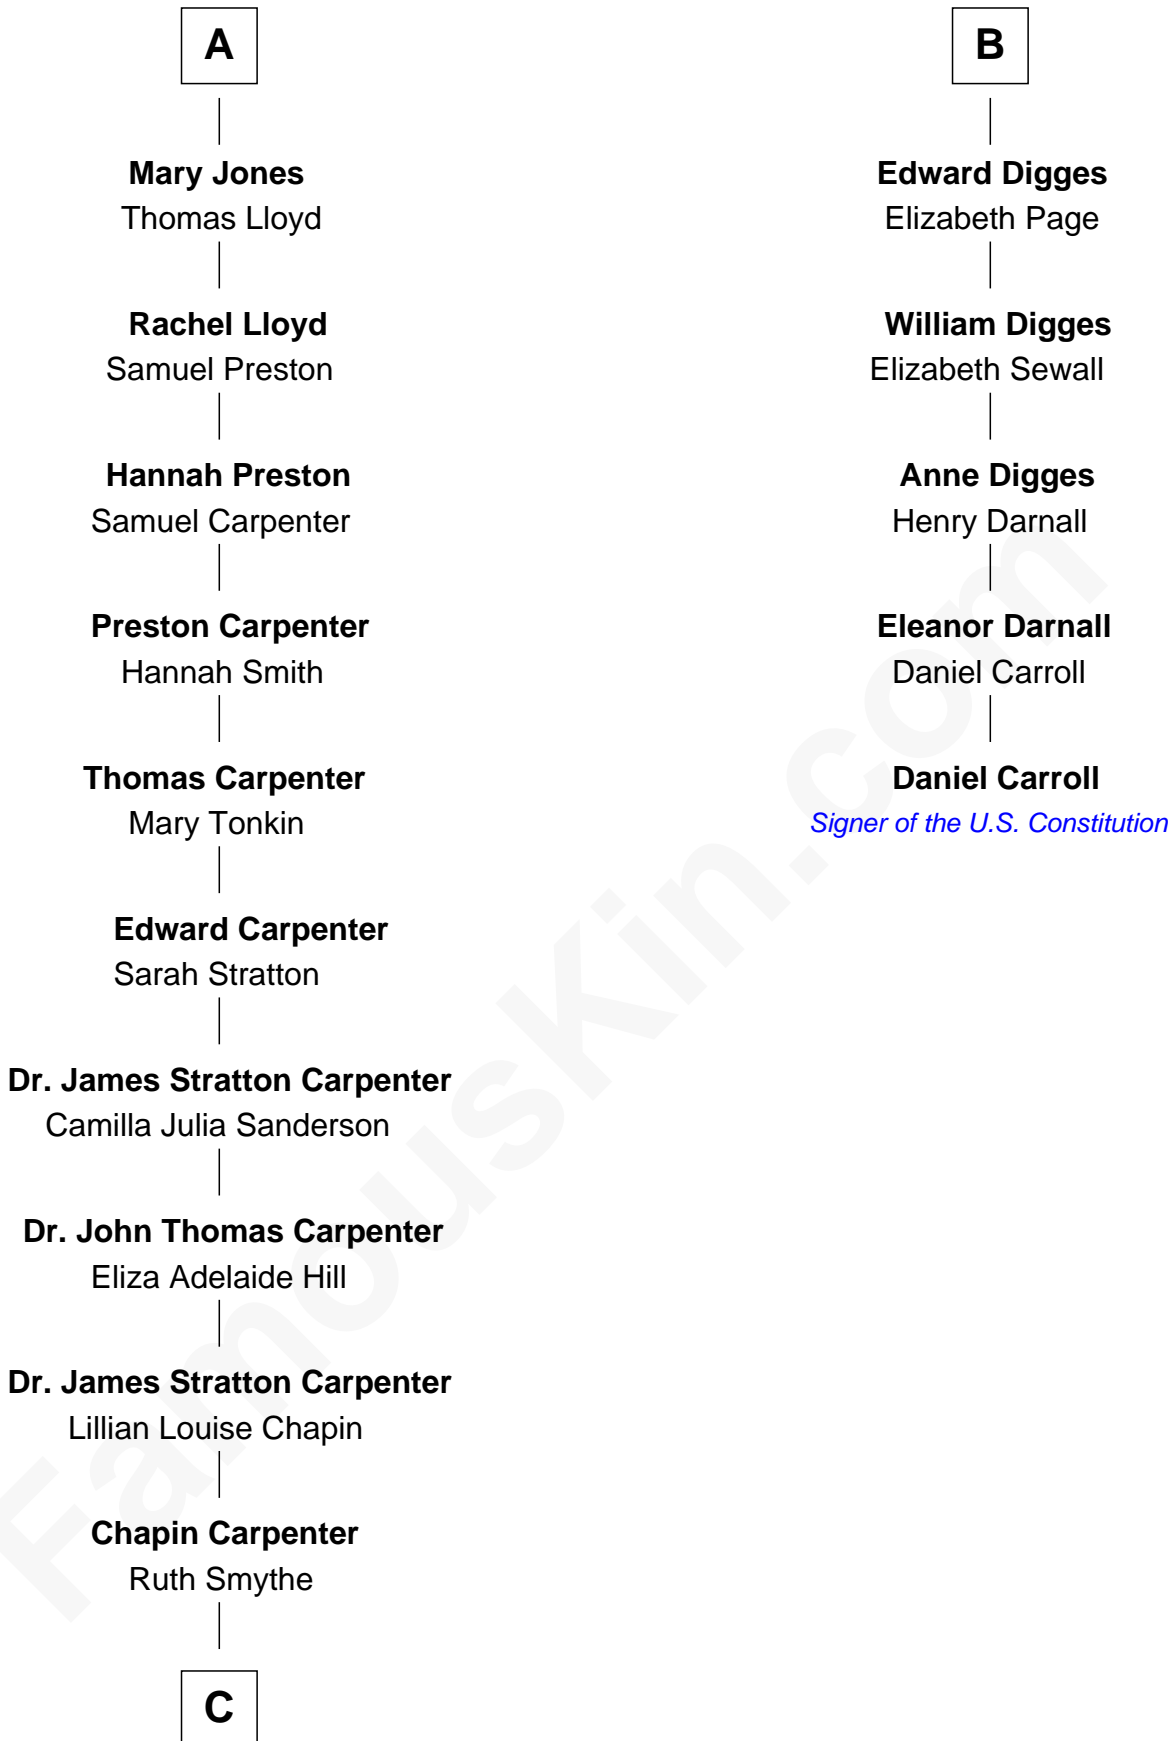 A
Mary Jones
Thomas Lloyd
Rachel Lloyd
Samuel Preston
Hannah Preston
Samuel Carpenter
Preston Carpenter
Hannah Smith
Thomas Carpenter
Mary Tonkin
Edward Carpenter
Sarah Stratton
Dr. James Stratton Carpenter
Camilla Julia Sanderson
Dr. John Thomas Carpenter
Eliza Adelaide Hill
Dr. James Stratton Carpenter
Lillian Louise Chapin
Chapin Carpenter
Ruth Smythe
C
B
Edward Digges
Elizabeth Page
William Digges
Elizabeth Sewall
Anne Digges
Henry Darnall
Eleanor Darnall
Daniel Carroll
Daniel Carroll
Signer of the U.S. Constitution
FamousKin.com